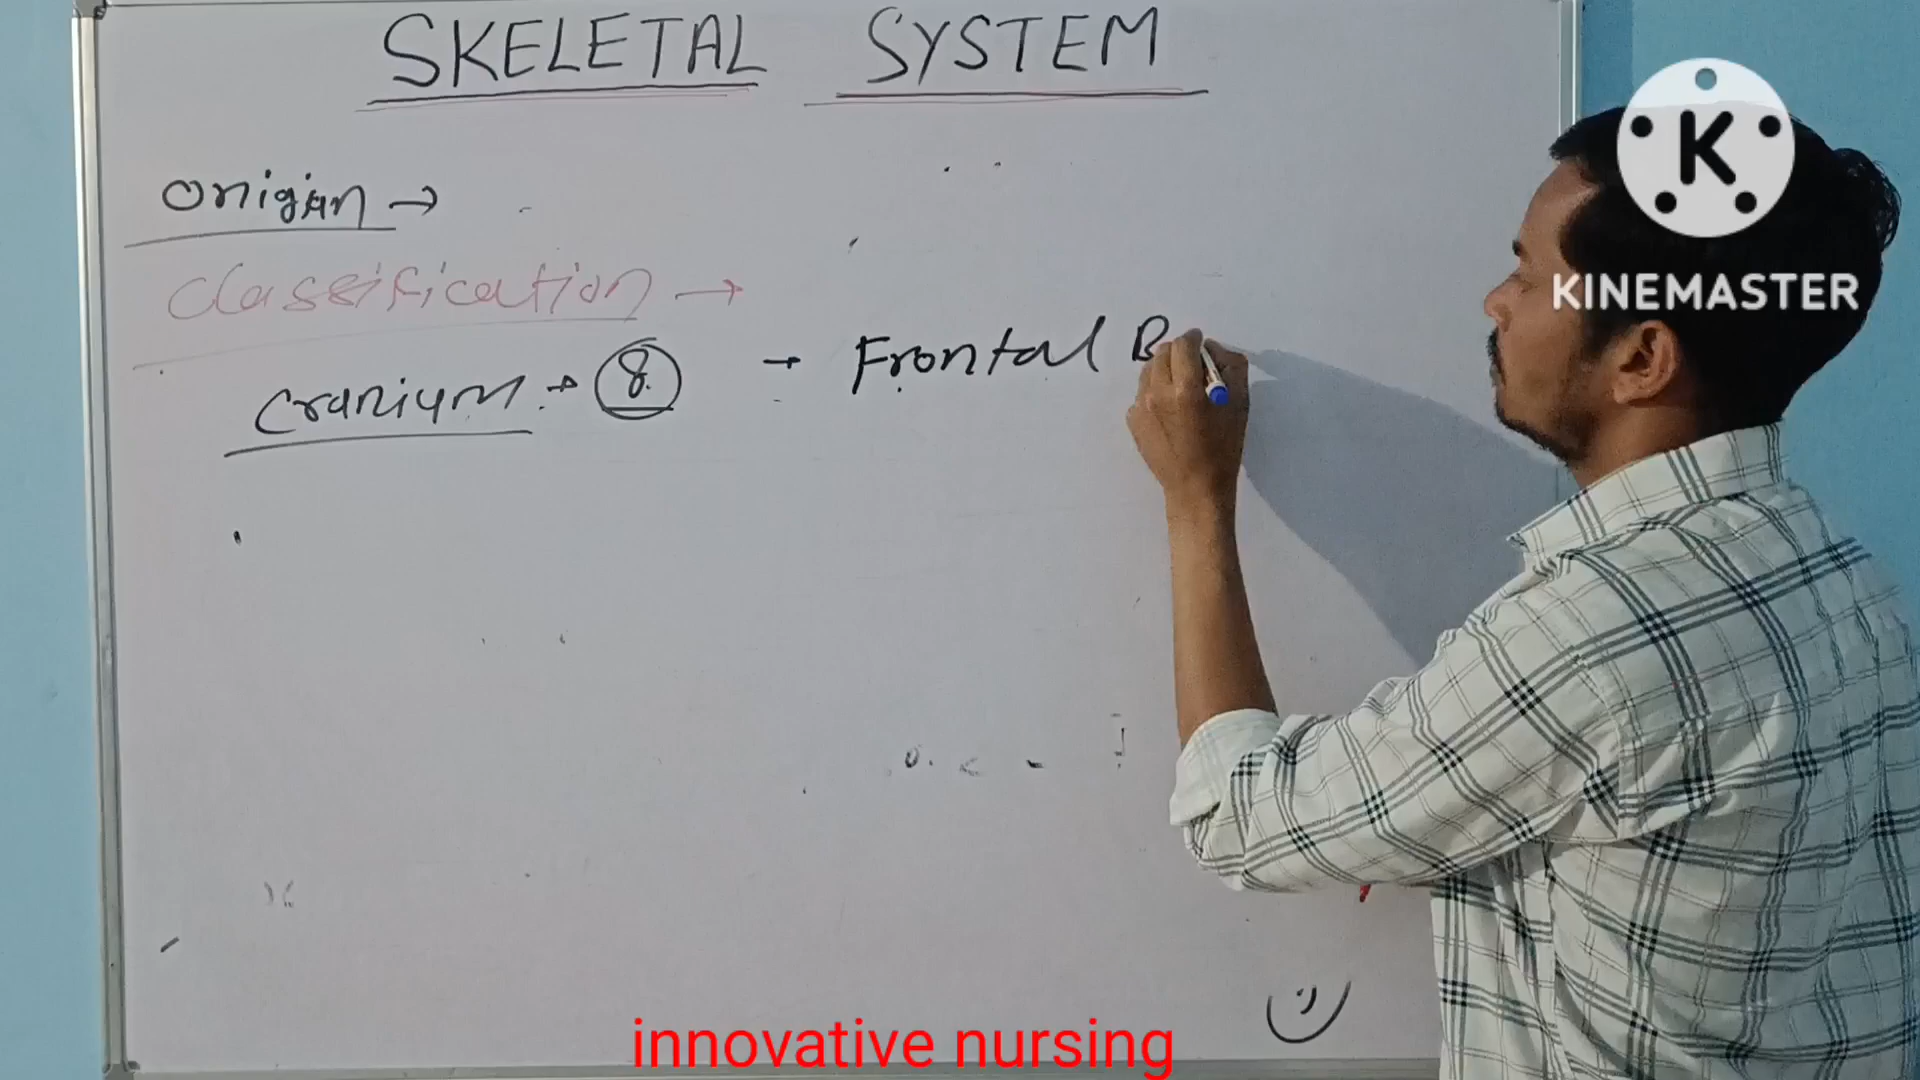 SKELETAL SYSTEM
Origin →
Classification →
Cranium → 8 → Frontal B
K
KINEMASTER
innovative nursing